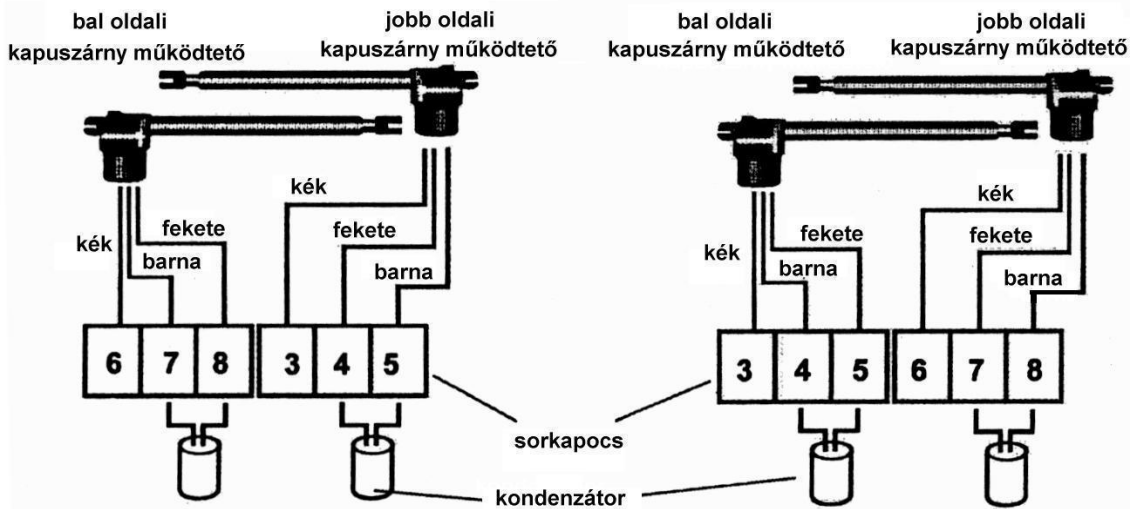 bal oldali
kapuszárny működtető
jobb oldali
kapuszárny működtető
kék
fekete
barna
kék
fekete
barna
6 7 8 3 4 5
bal oldali
kapuszárny működtető
jobb oldali
kapuszárny működtető
kék
fekete
barna
kék
fekete
barna
3 4 5 6 7 8
sorkapocs
kondenzátor